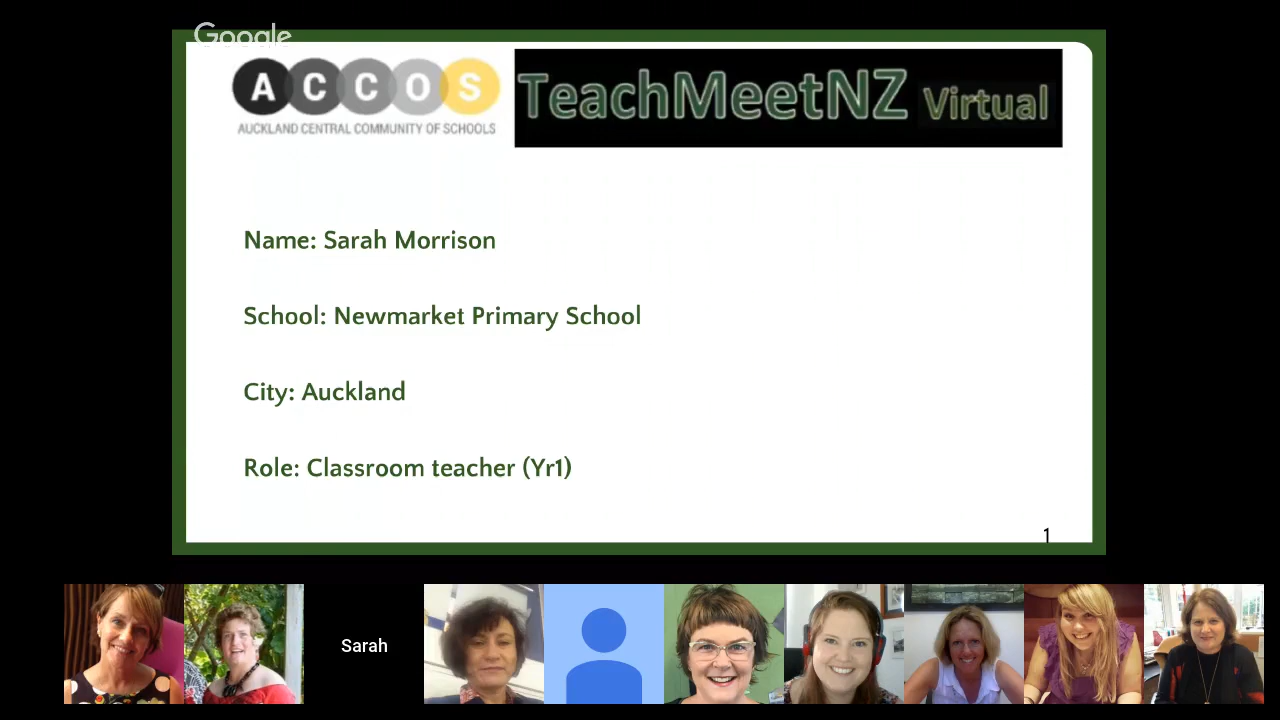 Google
ACCOS
AUCKLAND CENTRAL COMMUNITY OF SCHOOLS
TeachMeetNZ Virtual
Name: Sarah Morrison
School: Newmarket Primary School
City: Auckland
Role: Classroom teacher (Yr1)
1
Sarah